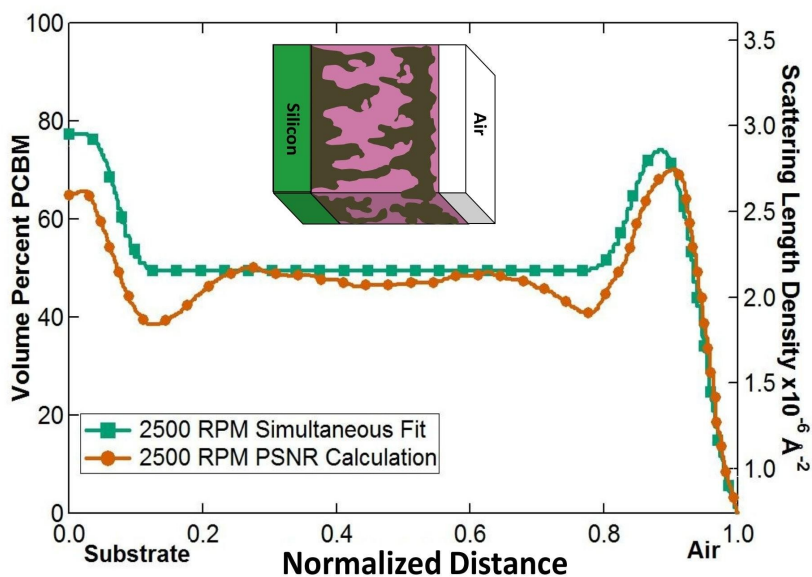 100
80
60
40
20
0
Volume Percent PCBM
3.5
3.0
2.5
2.0
1.5
1.0
Scattering Length Density x10⁻⁶ Å⁻²
Silicon
Air
2500 RPM Simultaneous Fit
2500 RPM PSNR Calculation
0.0 0.2 0.4 0.6 0.8 1.0
Substrate Normalized Distance Air